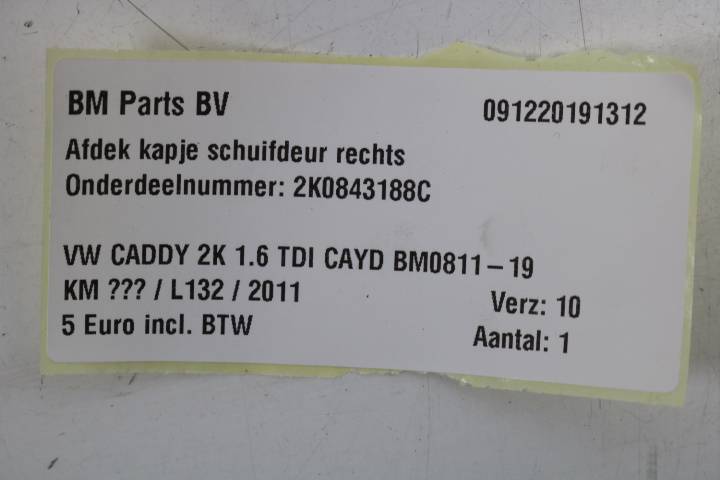 BM Parts BV 091220191312
Afdek kapje schuifdeur rechts
Onderdeelnummer: 2K0843188C
VW CADDY 2K 1.6 TDI CAYD BM0811-19
KM ??? / L132 / 2011 Verz: 10
5 Euro incl. BTW Aantal: 1